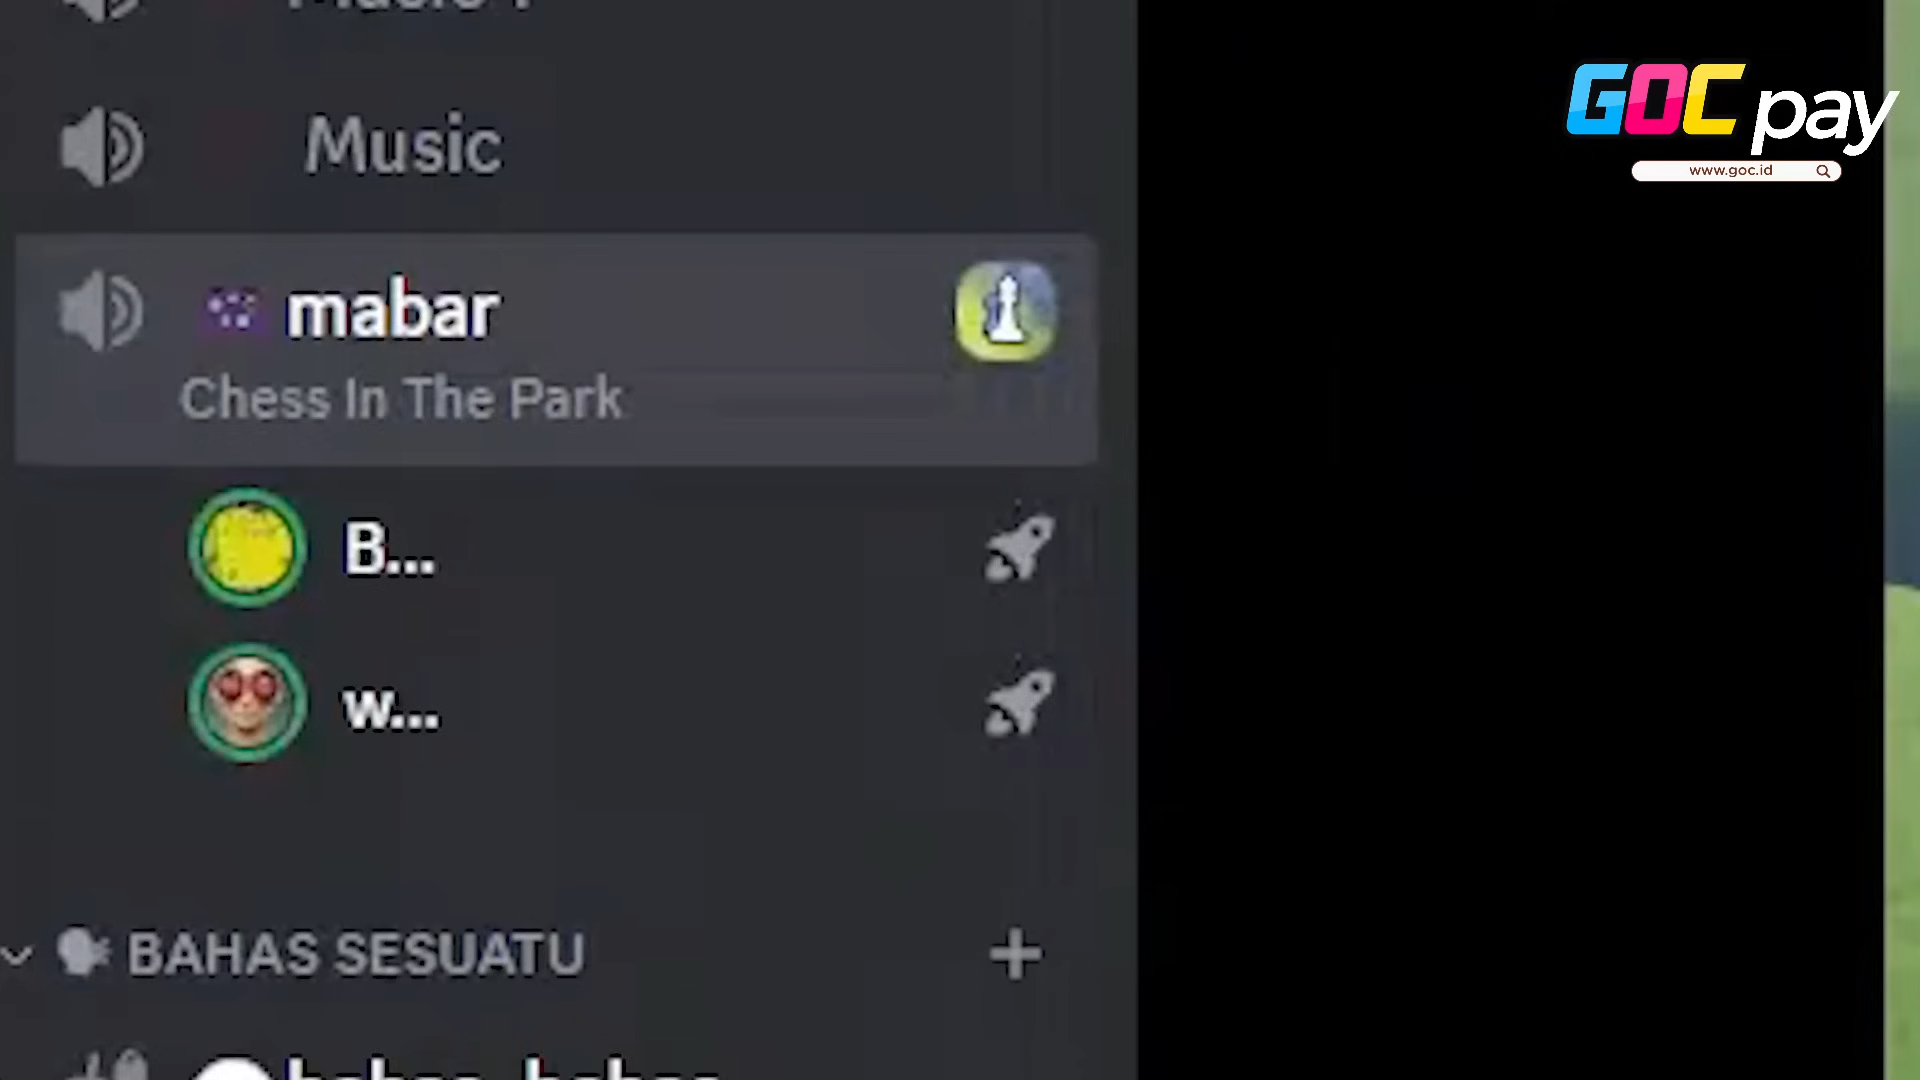 Music
GOC pay
www.goc.id
mabar
Chess In The Park
B...
w...
BAHAS SESUATU